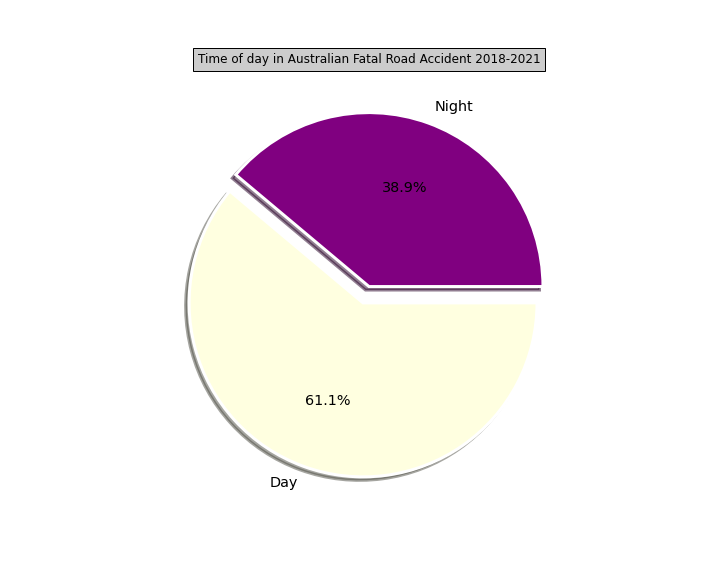 Time of day in Australian Fatal Road Accident 2018-2021
Night
38.9%
61.1%
Day